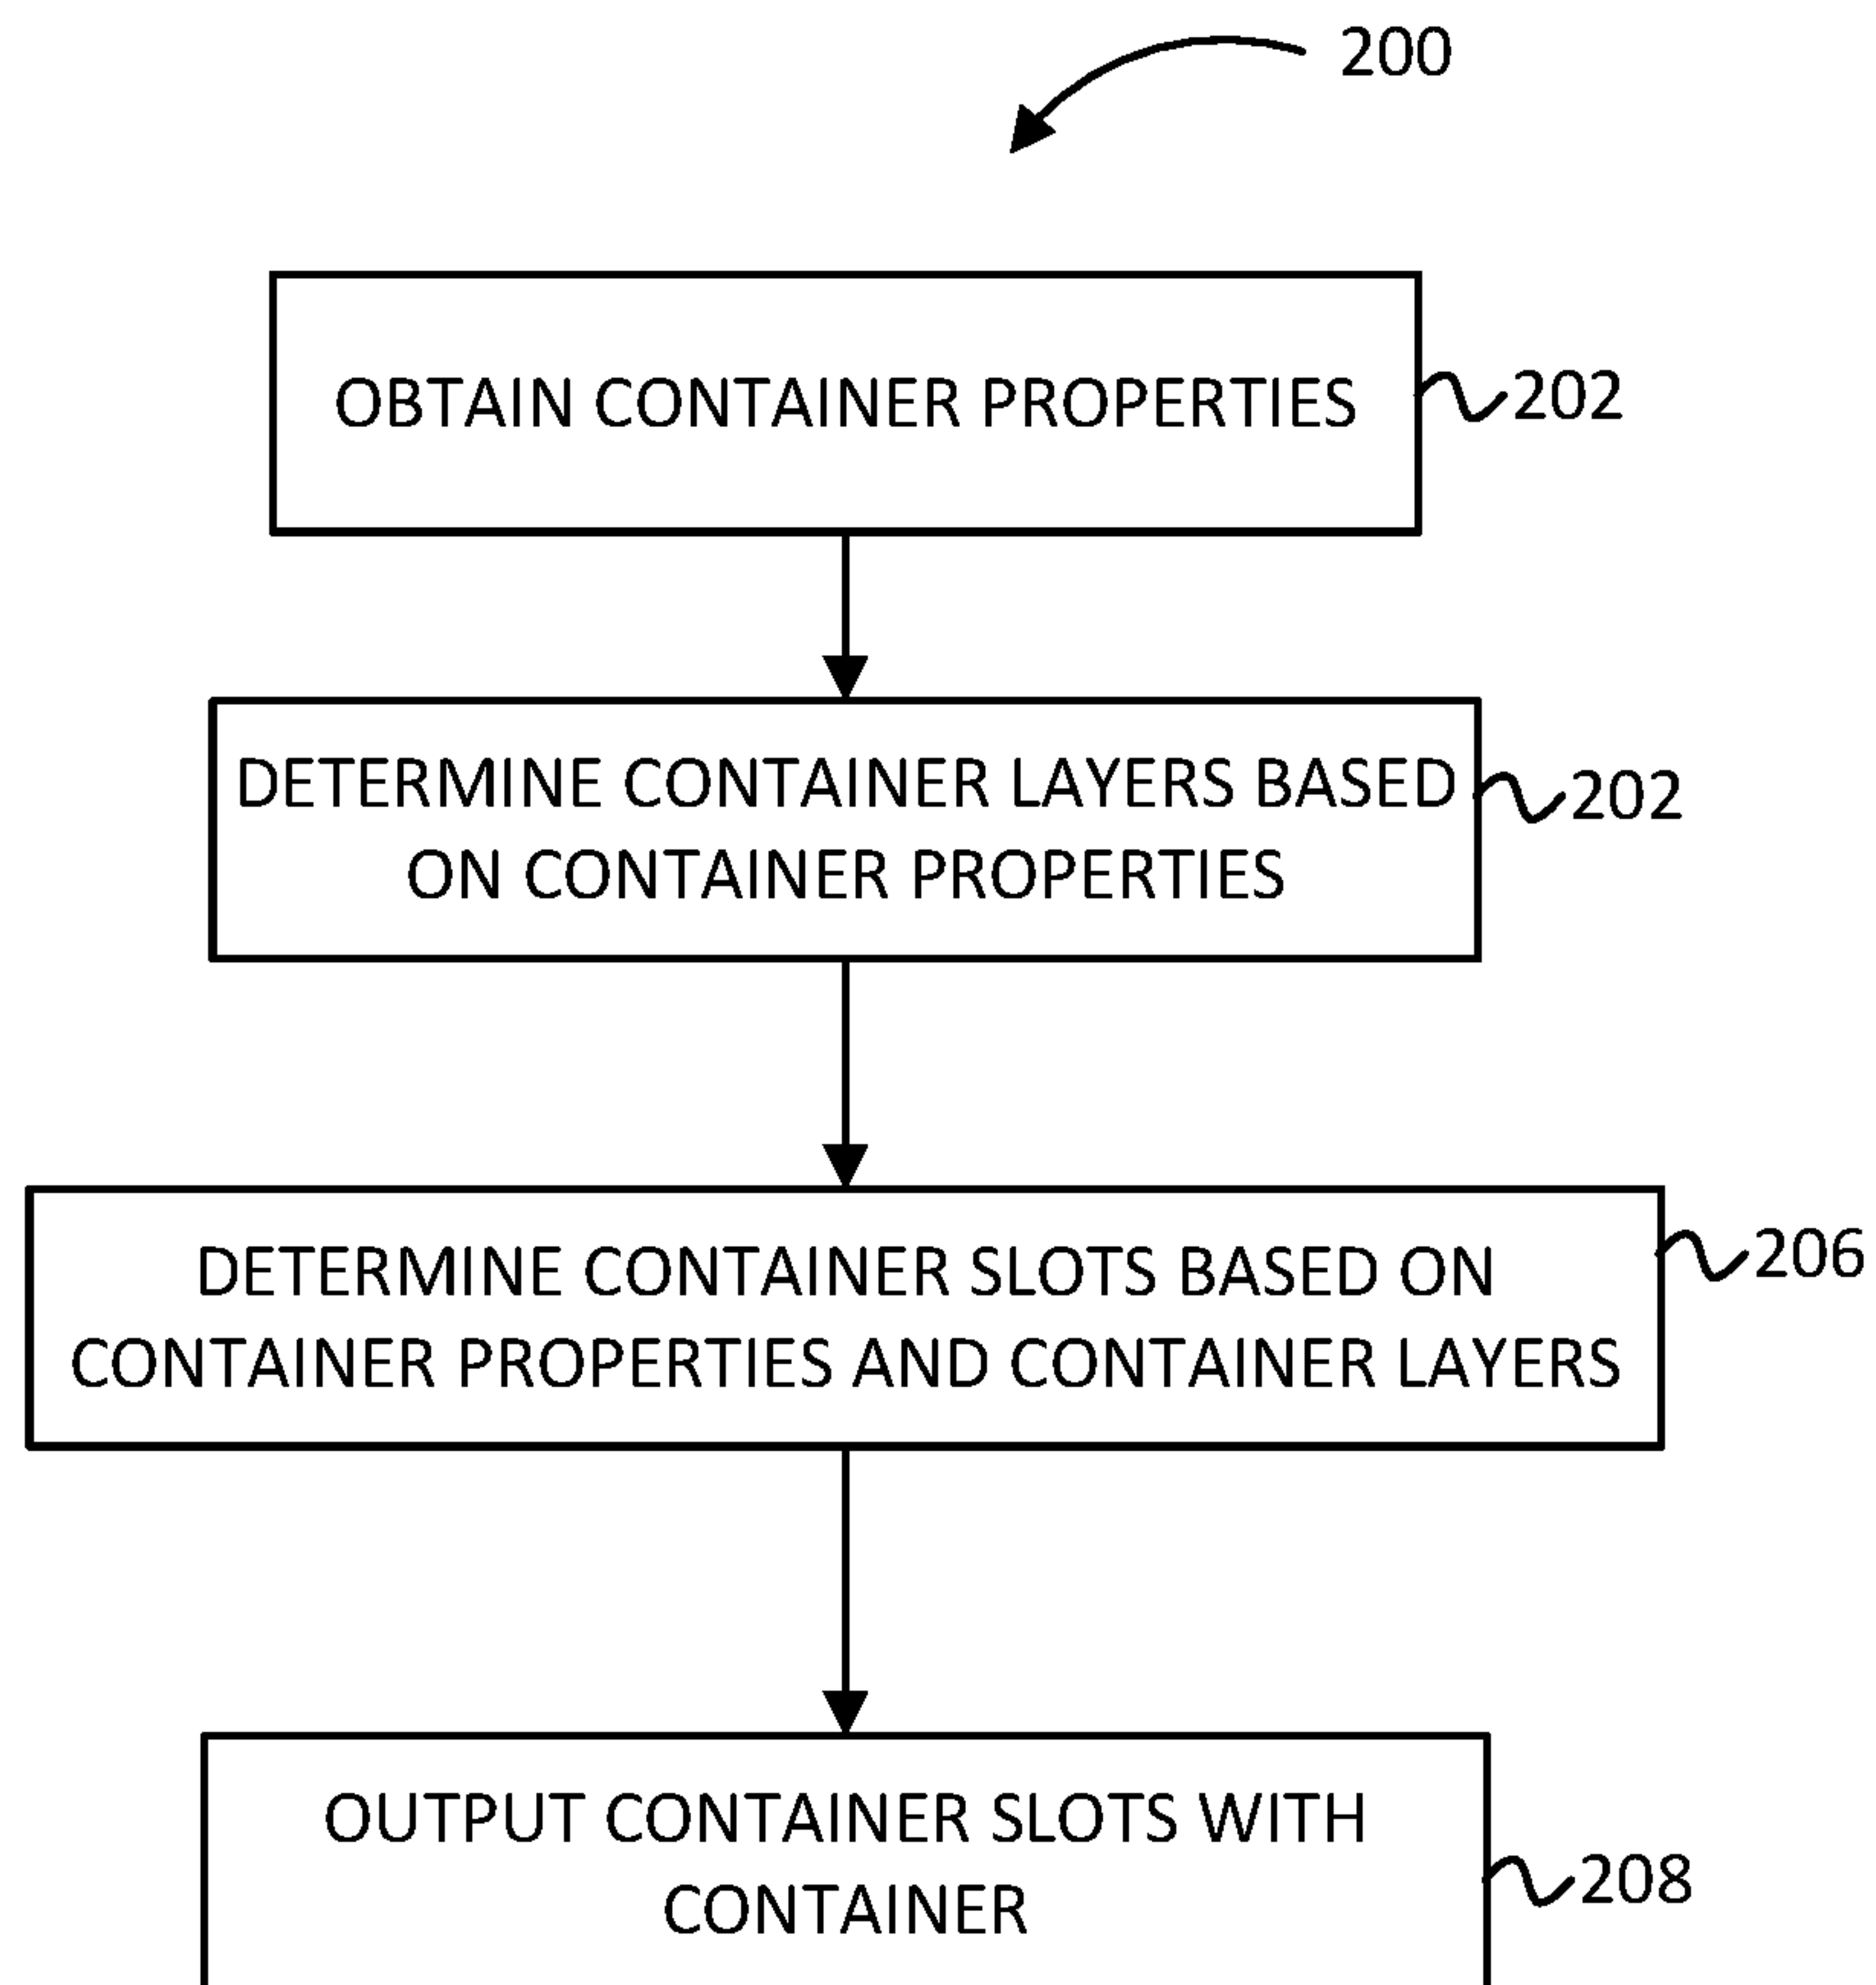 200
OBTAIN CONTAINER PROPERTIES
202
DETERMINE CONTAINER LAYERS BASED
ON CONTAINER PROPERTIES
202
DETERMINE CONTAINER SLOTS BASED ON
CONTAINER PROPERTIES AND CONTAINER LAYERS
206
OUTPUT CONTAINER SLOTS WITH
CONTAINER
208